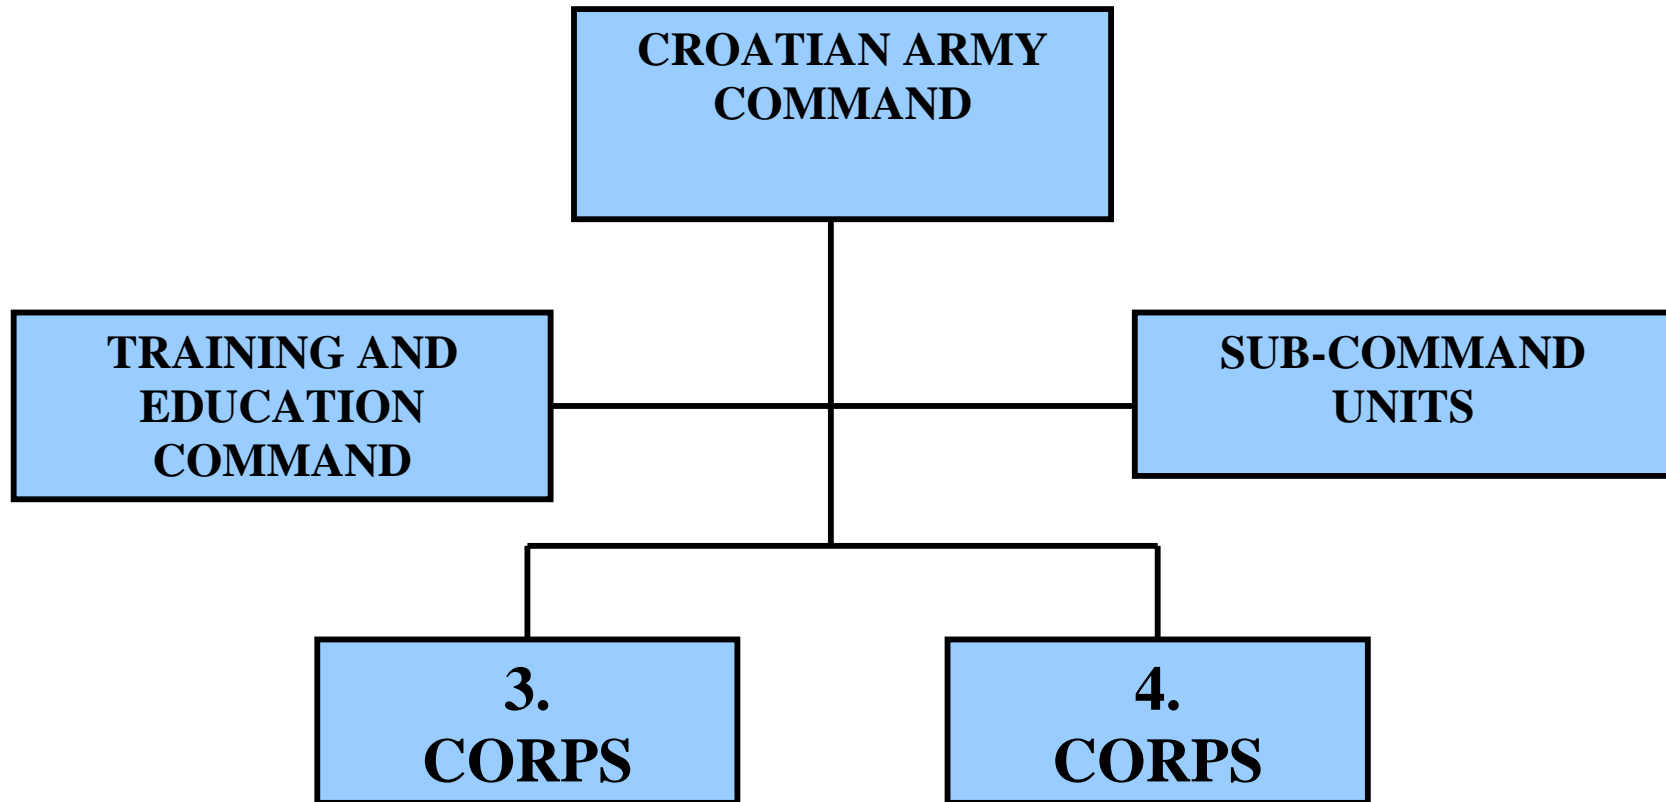 CROATIAN ARMY
COMMAND
TRAINING AND
EDUCATION
COMMAND
SUB-COMMAND
UNITS
3.
CORPS
4.
CORPS